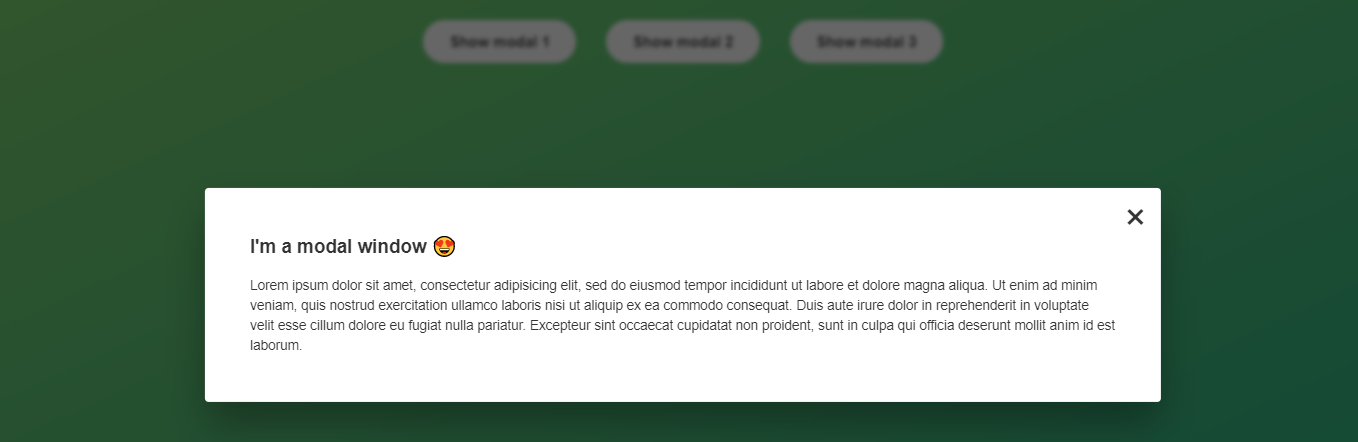 Show modal 1 Show modal 2 Show modal 3
I'm a modal window 😍
Lorem ipsum dolor sit amet, consectetur adipisicing elit, sed do eiusmod tempor incididunt ut labore et dolore magna aliqua. Ut enim ad minim
veniam, quis nostrud exercitation ullamco laboris nisi ut aliquip ex ea commodo consequat. Duis aute irure dolor in reprehenderit in voluptate
velit esse cillum dolore eu fugiat nulla pariatur. Excepteur sint occaecat cupidatat non proident, sunt in culpa qui officia deserunt mollit anim id est
laborum.